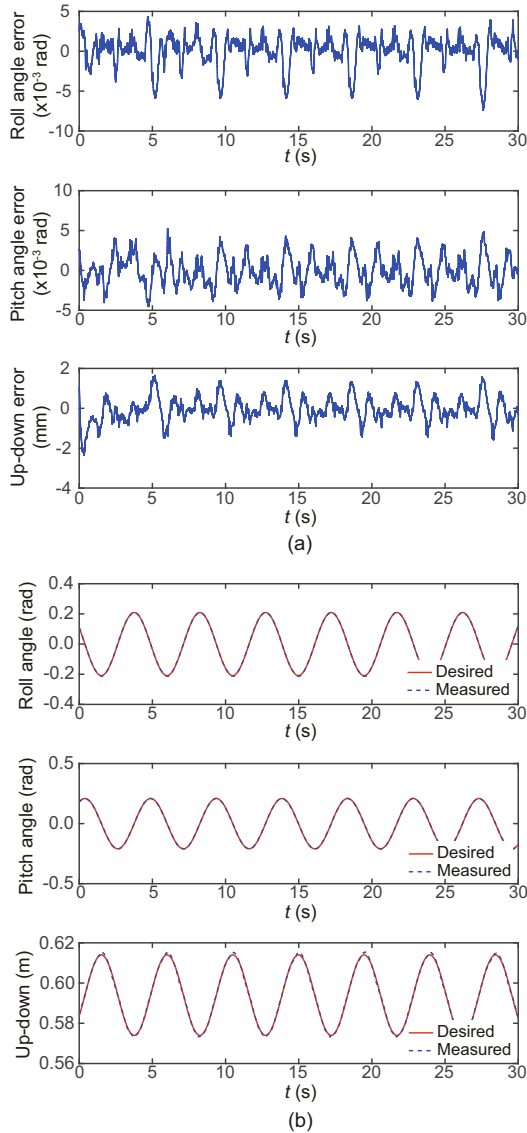 Roll angle error
(x10-3 rad)
5
0
-5
-10
0 5 10 15 20 25 30
t (s)
Pitch angle error
(x10-3 rad)
10
5
0
-5
0 5 10 15 20 25 30
t (s)
Up-down error
(mm)
2
0
-2
-4
0 5 10 15 20 25 30
t (s)
(a)
Roll angle (rad)
0.4
0.2
0.0
-0.2
-0.4
Desired
Measured
0 5 10 15 20 25 30
t (s)
Pitch angle (rad)
0.5
0.0
-0.5
Desired
Measured
0 5 10 15 20 25 30
t (s)
Up-down (m)
0.62
0.60
0.58
0.56
Desired
Measured
0 5 10 15 20 25 30
t (s)
(b)